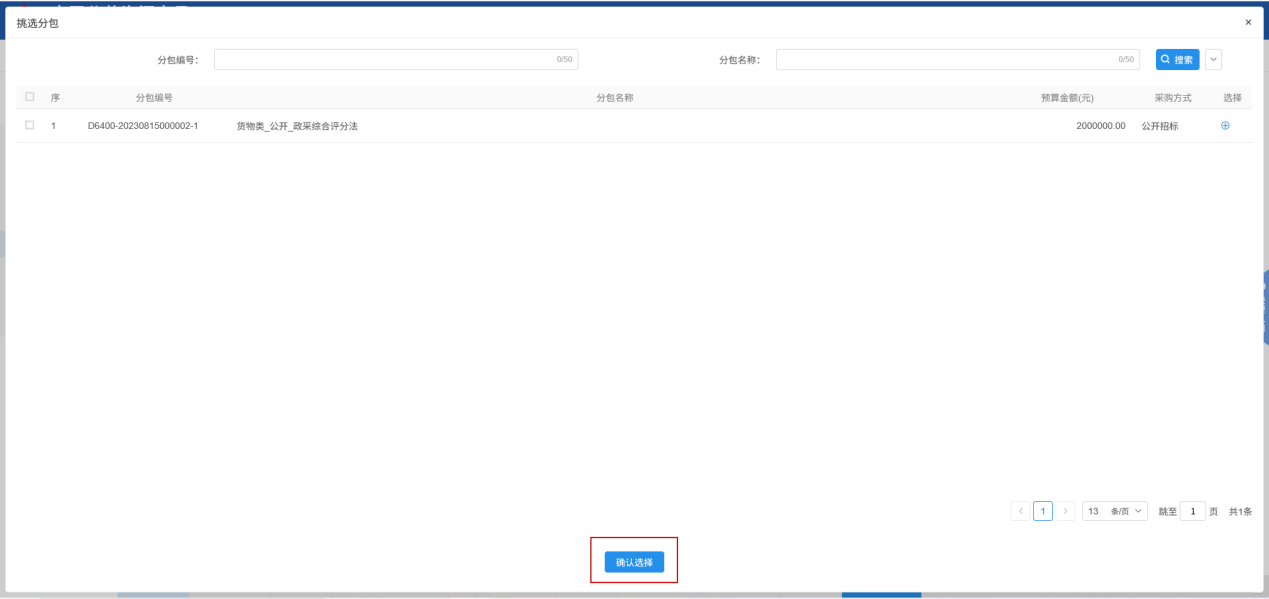 挑选分包 ×
分包编号： 0/50 分包名称： 0/50 搜索
序 分包编号 分包名称 预算金额(元) 采购方式 选择
1 D6400-20230815000002-1 货物类_公开_政采综合评分法 2000000.00 公开招标
1 13 条/页 跳至 1 页 共1条
确认选择